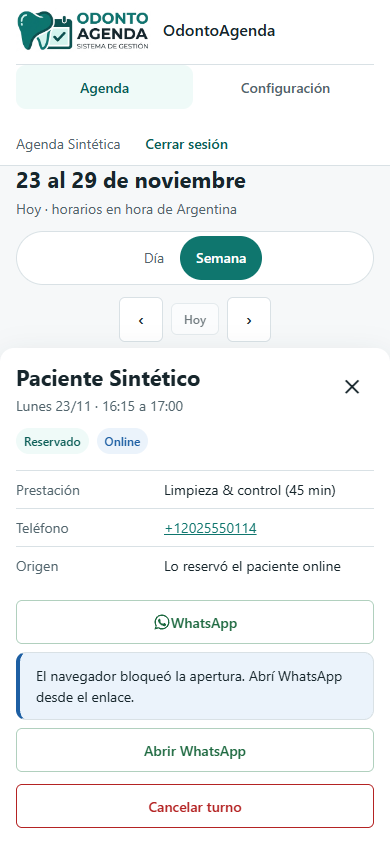 ODONTO
AGENDA
SISTEMA DE GESTIÓN
OdontoAgenda
Agenda
Configuración
Agenda Sintética
Cerrar sesión
23 al 29 de noviembre
Hoy · horarios en hora de Argentina
Día
Semana
‹
Hoy
›
Paciente Sintético
Lunes 23/11 · 16:15 a 17:00
Reservado
Online
Prestación
Limpieza & control (45 min)
Teléfono
+12025550114
Origen
Lo reservó el paciente online
WhatsApp
El navegador bloqueó la apertura. Abrí WhatsApp
desde el enlace.
Abrir WhatsApp
Cancelar turno